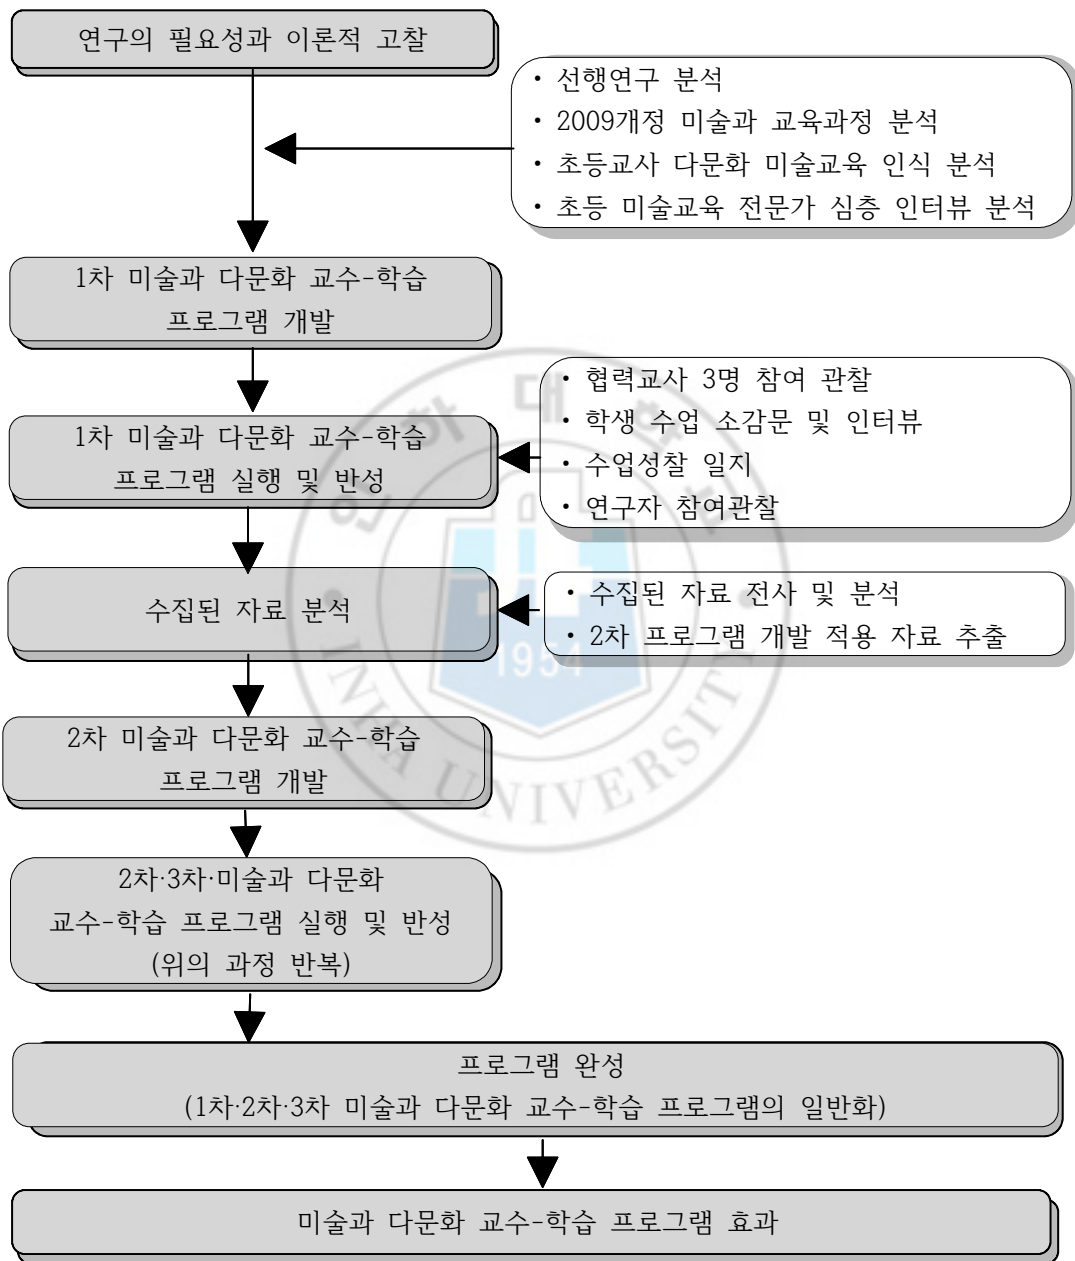 연구의 필요성과 이론적 고찰
· 선행연구 분석
· 2009개정 미술과 교육과정 분석
· 초등교사 다문화 미술교육 인식 분석
· 초등 미술교육 전문가 심층 인터뷰 분석
1차 미술과 다문화 교수-학습
프로그램 개발
1차 미술과 다문화 교수-학습
프로그램 실행 및 반성
· 협력교사 3명 참여 관찰
· 학생 수업 소감문 및 인터뷰
· 수업성찰 일지
· 연구자 참여관찰
수집된 자료 분석
· 수집된 자료 전사 및 분석
· 2차 프로그램 개발 적용 자료 추출
2차 미술과 다문화 교수-학습
프로그램 개발
2차·3차·미술과 다문화
교수-학습 프로그램 실행 및 반성
(위의 과정 반복)
프로그램 완성
(1차·2차·3차 미술과 다문화 교수-학습 프로그램의 일반화)
미술과 다문화 교수-학습 프로그램 효과
인하대학교
1954
INHA UNIVERSITY